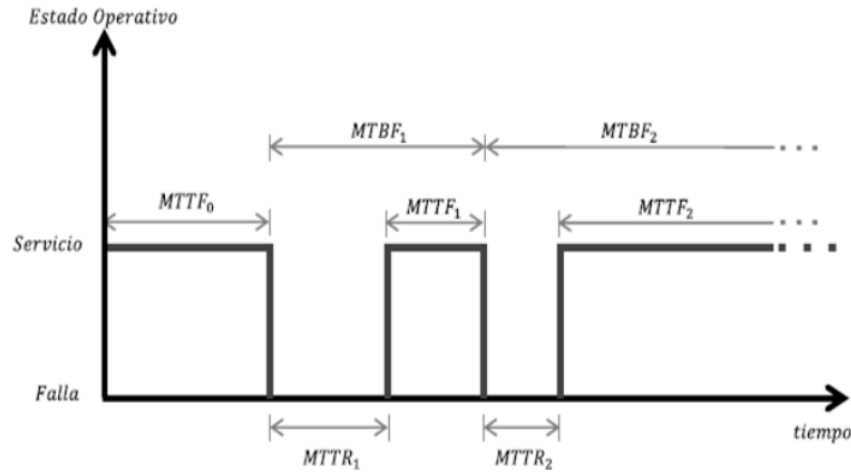 Estado Operativo
MTBF₁
MTBF₂
MTTF₀
MTTF₁
MTTF₂
Servicio
Falla
tiempo
MTTR₁
MTTR₂